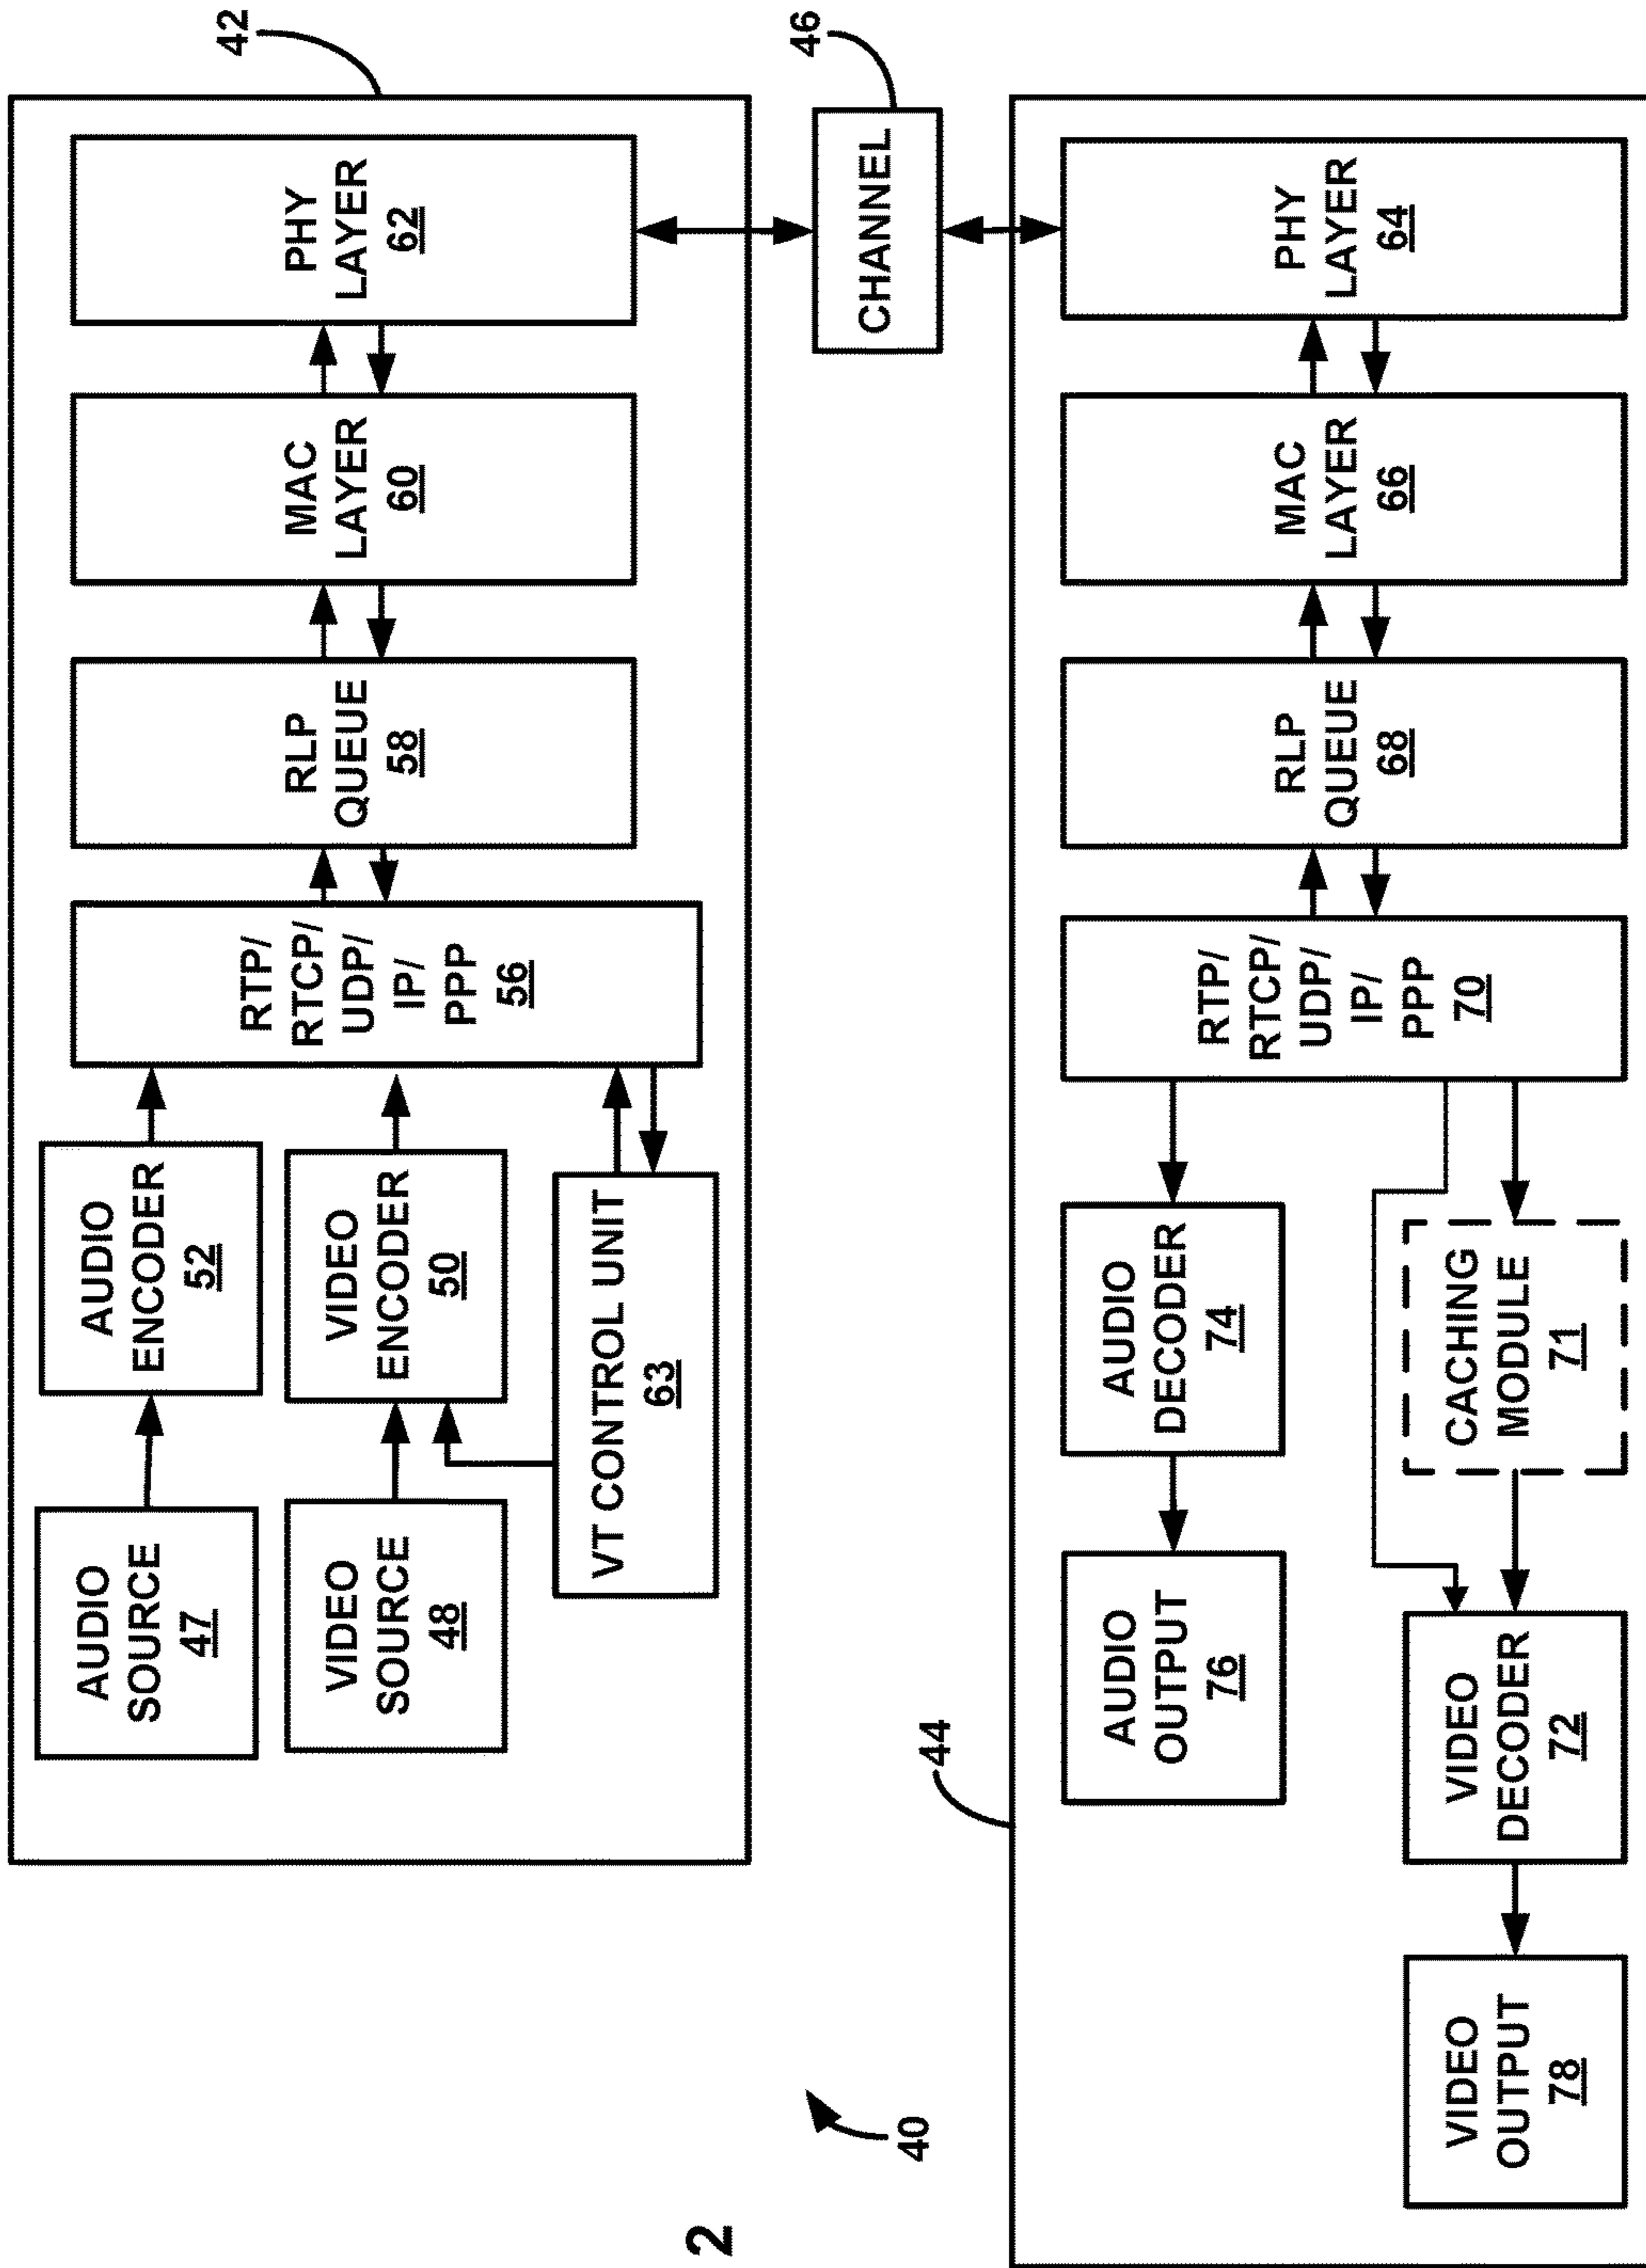 42
AUDIO
SOURCE
47
AUDIO
ENCODER
52
VIDEO
SOURCE
48
VIDEO
ENCODER
50
VT CONTROL UNIT
63
RTP/
RTCP/
UDP/
IP/
PPP
56
RLP
QUEUE
58
MAC
LAYER
60
PHY
LAYER
62
46
CHANNEL
44
PHY
LAYER
64
MAC
LAYER
66
RLP
QUEUE
68
RTP/
RTCP/
UDP/
IP/
PPP
70
AUDIO
DECODER
74
AUDIO
OUTPUT
76
CACHING
MODULE
71
VIDEO
DECODER
72
VIDEO
OUTPUT
78
40
2